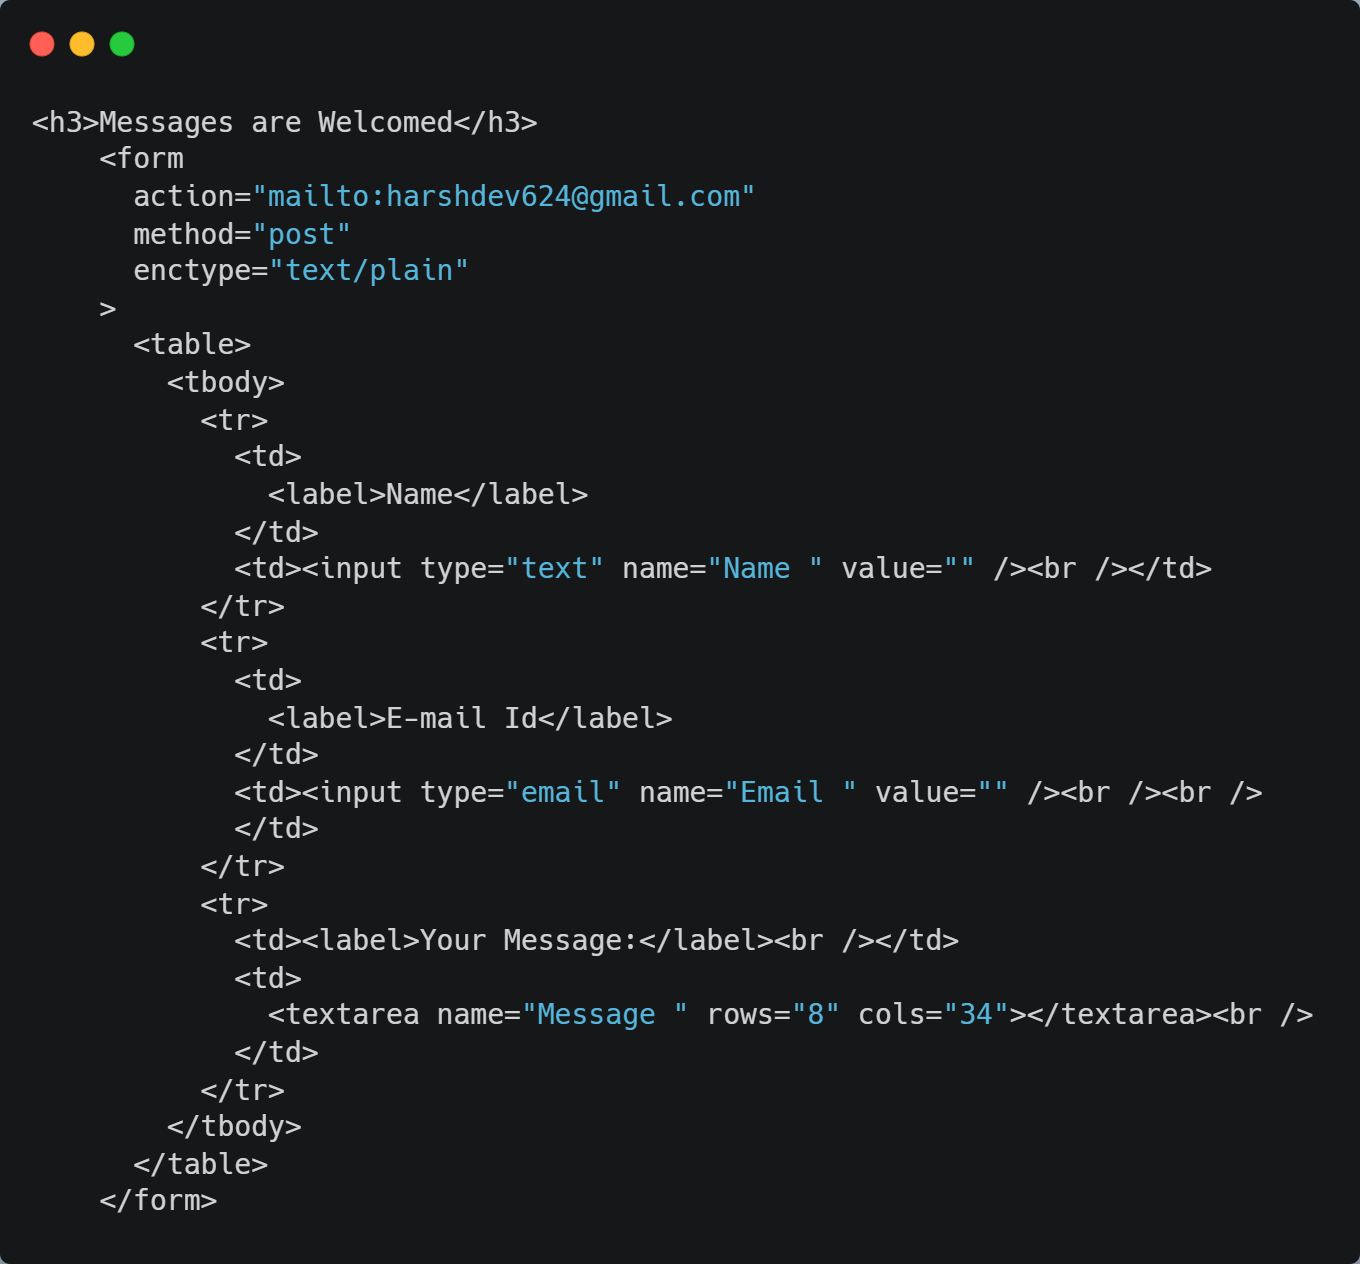 <h3>Messages are Welcomed</h3>
    <form
      action="mailto:harshdev624@gmail.com"
      method="post"
      enctype="text/plain"
    >
      <table>
        <tbody>
          <tr>
            <td>
              <label>Name</label>
            </td>
            <td><input type="text" name="Name " value="" /><br /></td>
          </tr>
          <tr>
            <td>
              <label>E-mail Id</label>
            </td>
            <td><input type="email" name="Email " value="" /><br /><br />
            </td>
          </tr>
          <tr>
            <td><label>Your Message:</label><br /></td>
            <td>
              <textarea name="Message " rows="8" cols="34"></textarea><br />
            </td>
          </tr>
        </tbody>
      </table>
    </form>